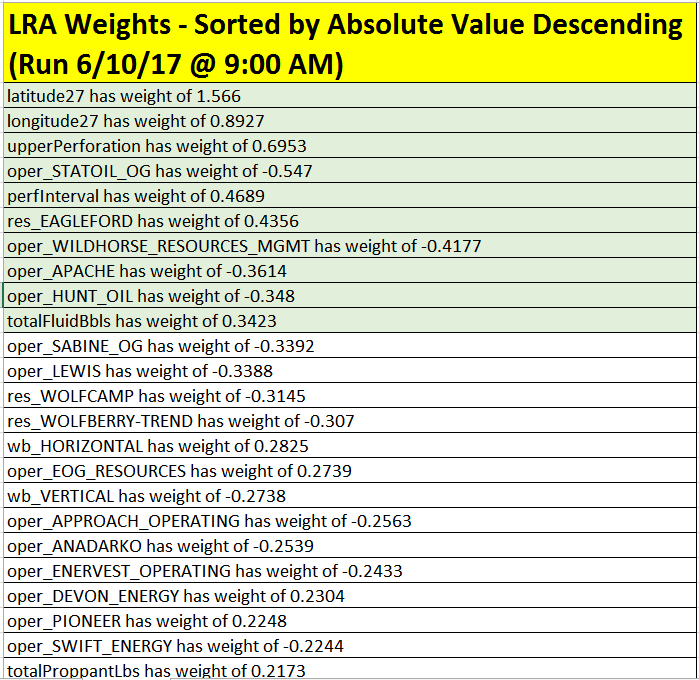 LRA Weights - Sorted by Absolute Value Descending
(Run 6/10/17 @ 9:00 AM)
latitude27 has weight of 1.566
longitude27 has weight of 0.8927
upperPerforation has weight of 0.6953
oper_STATOIL_OG has weight of -0.547
perfInterval has weight of 0.4689
res_EAGLEFORD has weight of 0.4356
oper_WILDHORSE_RESOURCES_MGMT has weight of -0.4177
oper_APACHE has weight of -0.3614
oper_HUNT_OIL has weight of -0.348
totalFluidBbls has weight of 0.3423
oper_SABINE_OG has weight of -0.3392
oper_LEWIS has weight of -0.3388
res_WOLFCAMP has weight of -0.3145
res_WOLFBERRY-TREND has weight of -0.307
wb_HORIZONTAL has weight of 0.2825
oper_EOG_RESOURCES has weight of 0.2739
wb_VERTICAL has weight of -0.2738
oper_APPROACH_OPERATING has weight of -0.2563
oper_ANADARKO has weight of -0.2539
oper_ENERVEST_OPERATING has weight of -0.2433
oper_DEVON_ENERGY has weight of 0.2304
oper_PIONEER has weight of 0.2248
oper_SWIFT_ENERGY has weight of -0.2244
totalProppantLbs has weight of 0.2173